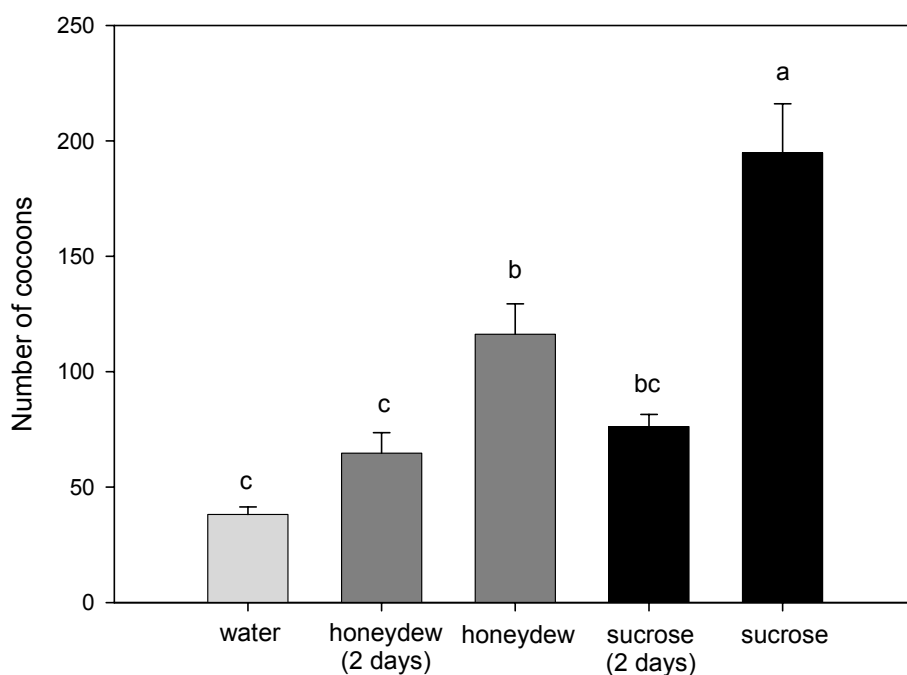 250
200
150
100
50
0
Number of cocoons
c
c
b
bc
a
water
honeydew
(2 days)
honeydew
sucrose
(2 days)
sucrose